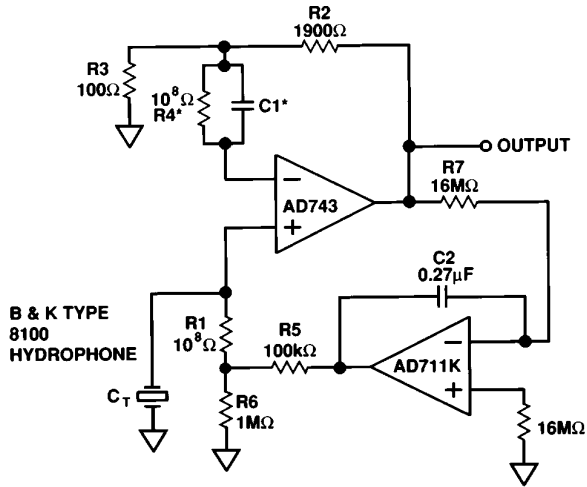 R2
1900Ω
R3
100Ω
10⁸Ω
R4*
C1*
OUTPUT
R7
16MΩ
AD743
−
+
C2
0.27µF
B & K TYPE
8100
HYDROPHONE
R1
10⁸Ω
R5
100kΩ
AD711K
−
+
CT
R6
1MΩ
16MΩ